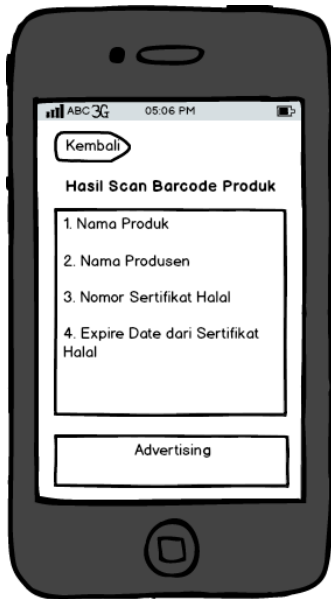 ABC 3G 05:06 PM
Kembali
Hasil Scan Barcode Produk
1. Nama Produk
2. Nama Produsen
3. Nomor Sertifikat Halal
4. Expire Date dari Sertifikat
Halal
Advertising